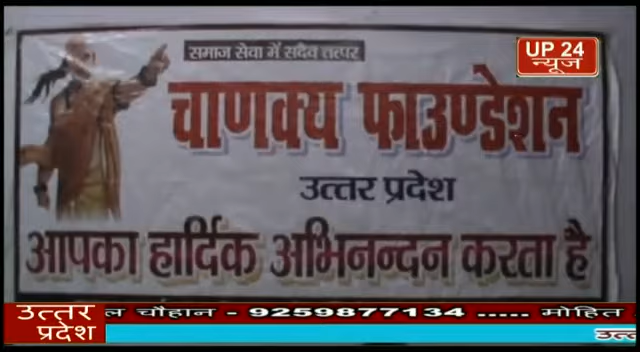 समाज सेवा में सदैव तत्पर
UP 24
न्यूज
चाणक्य फाउण्डेशन
उत्तर प्रदेश
आपका हार्दिक अभिनन्दन करता है
उत्तर
प्रदेश
ल चौहान - 9259877134 ..... मोहित